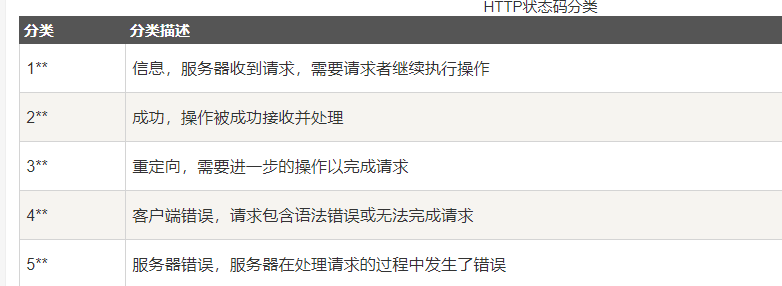 HTTP状态码分类
分类 分类描述
1** 信息，服务器收到请求，需要请求者继续执行操作
2** 成功，操作被成功接收并处理
3** 重定向，需要进一步的操作以完成请求
4** 客户端错误，请求包含语法错误或无法完成请求
5** 服务器错误，服务器在处理请求的过程中发生了错误